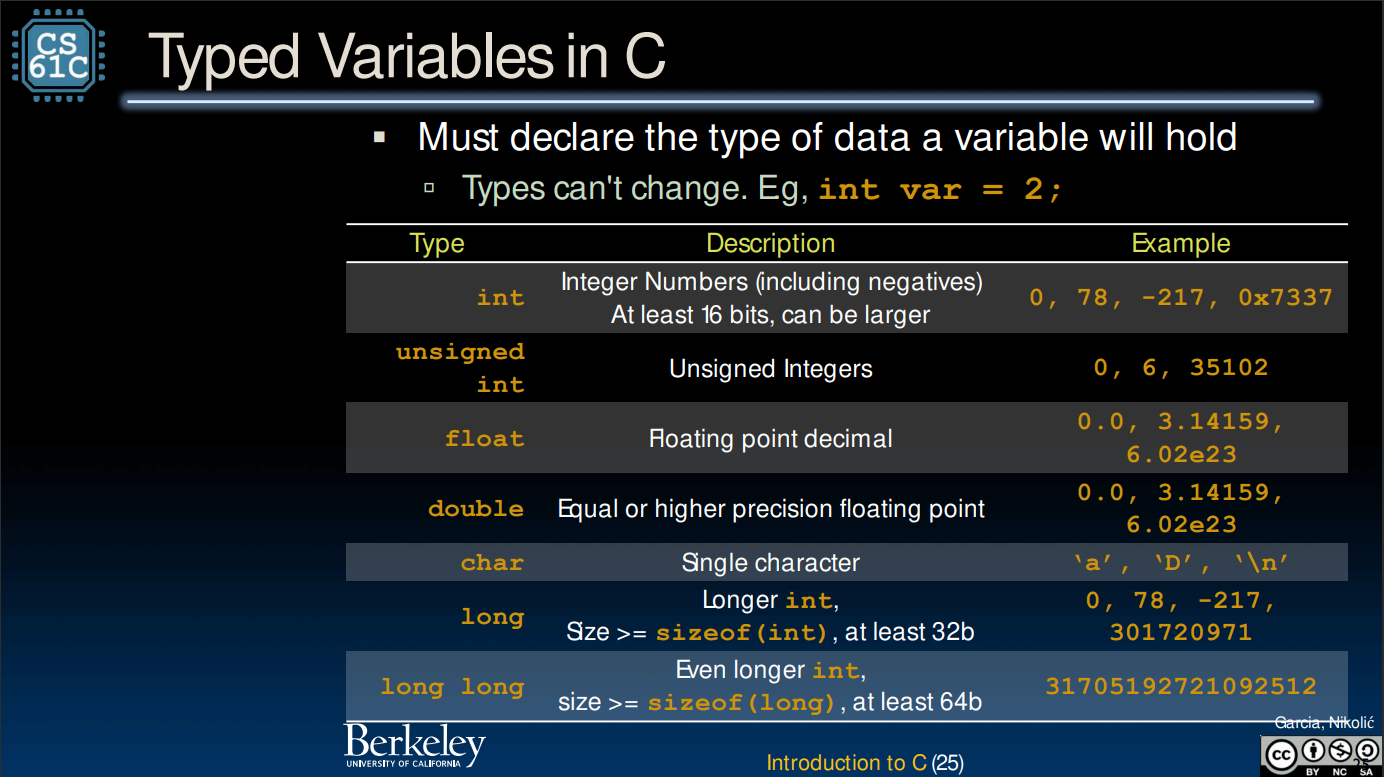 CS
61C
Typed Variables in C
▪ Must declare the type of data a variable will hold
▫ Types can't change. Eg, int var = 2;
Type Description Example
int Integer Numbers (including negatives) 0, 78, -217, 0x7337
At least 16 bits, can be larger
unsigned
int Unsigned Integers 0, 6, 35102
float Floating point decimal 0.0, 3.14159,
6.02e23
double Equal or higher precision floating point 0.0, 3.14159,
6.02e23
char Single character ‘a’, ‘D’, ‘\n’
long Longer int, 0, 78, -217,
Size >= sizeof(int), at least 32b 301720971
long long Even longer int, 31705192721092512
size >= sizeof(long), at least 64b
Garcia, Nikolić
Berkeley
UNIVERSITY OF CALIFORNIA
Introduction to C (25)
cc
BY NC SA
25